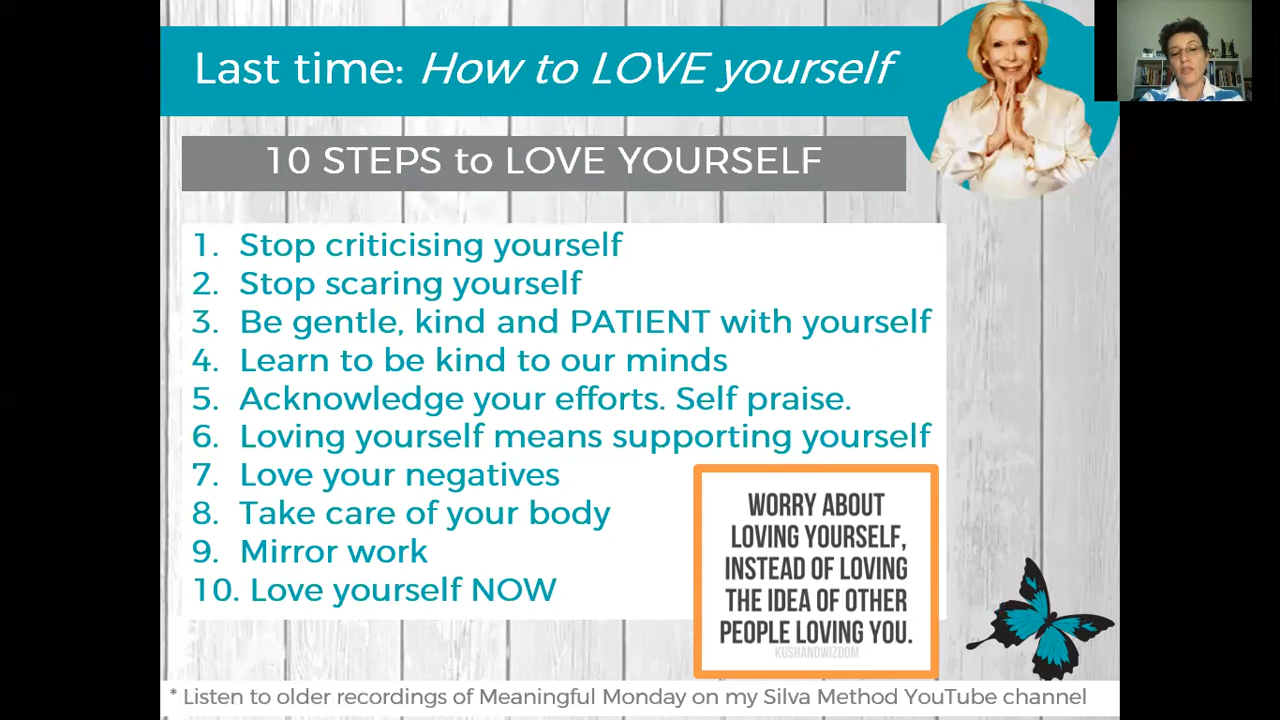 Last time: How to LOVE yourself
10 STEPS to LOVE YOURSELF
1. Stop criticising yourself
2. Stop scaring yourself
3. Be gentle, kind and PATIENT with yourself
4. Learn to be kind to our minds
5. Acknowledge your efforts. Self praise.
6. Loving yourself means supporting yourself
7. Love your negatives
8. Take care of your body
9. Mirror work
10. Love yourself NOW
WORRY ABOUT
LOVING YOURSELF,
INSTEAD OF LOVING
THE IDEA OF OTHER
PEOPLE LOVING YOU.
KUSHANDWIZDOM
* Listen to older recordings of Meaningful Monday on my Silva Method YouTube channel